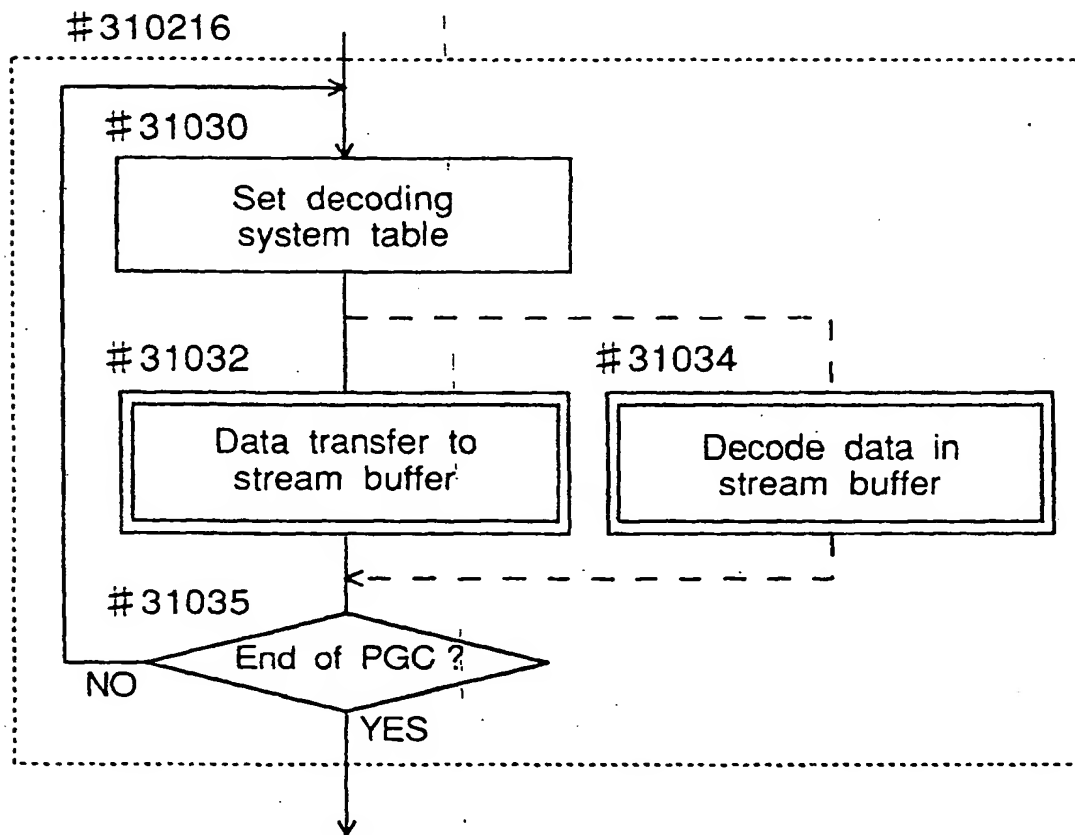 #310216
#31030
Set decoding
system table
#31032
#31034
Data transfer to
stream buffer
Decode data in
stream buffer
#31035
End of PGC ?
NO
YES